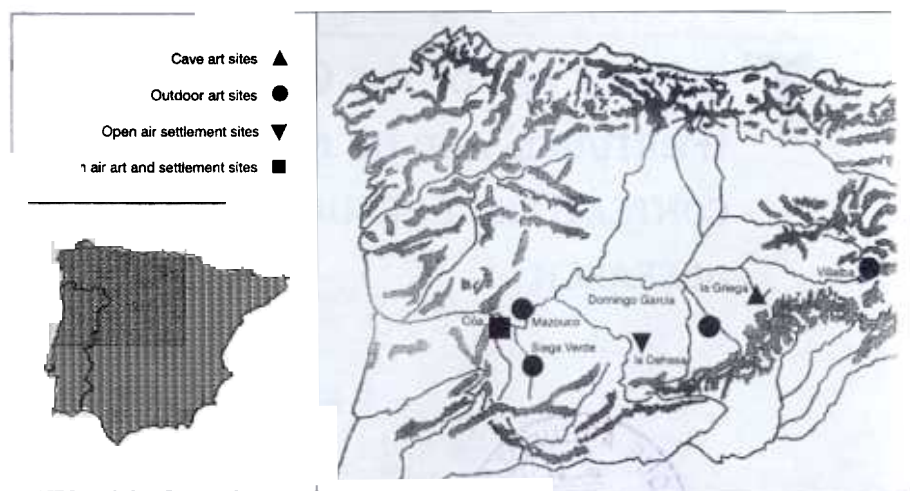 Cave art sites
Outdoor art sites
Open air settlement sites
air art and settlement sites
Villalba
la Griega
Domingo García
Côa
Mazouco
Siega Verde
la Dehesa